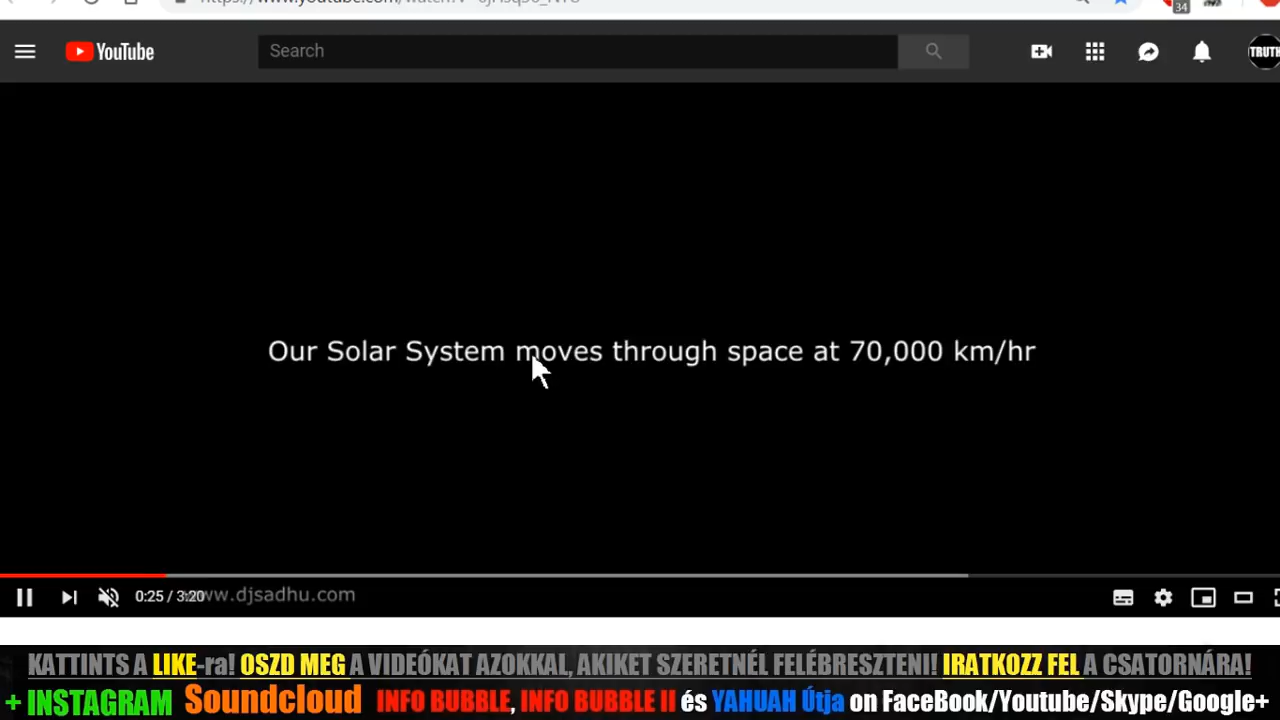 34
YouTube
Search
TRUTH
Our Solar System moves through space at 70,000 km/hr
0:25 / 3:20
www.djsadhu.com
KATTINTS A LIKE-ra! OSZD MEG A VIDEÓKAT AZOKKAL, AKIKET SZERETNÉL FELÉBRESZTENI! IRATKOZZ FEL A CSATORNÁRA!
+ INSTAGRAM Soundcloud INFO BUBBLE, INFO BUBBLE II és YAHUAH Útja on FaceBook/Youtube/Skype/Google+